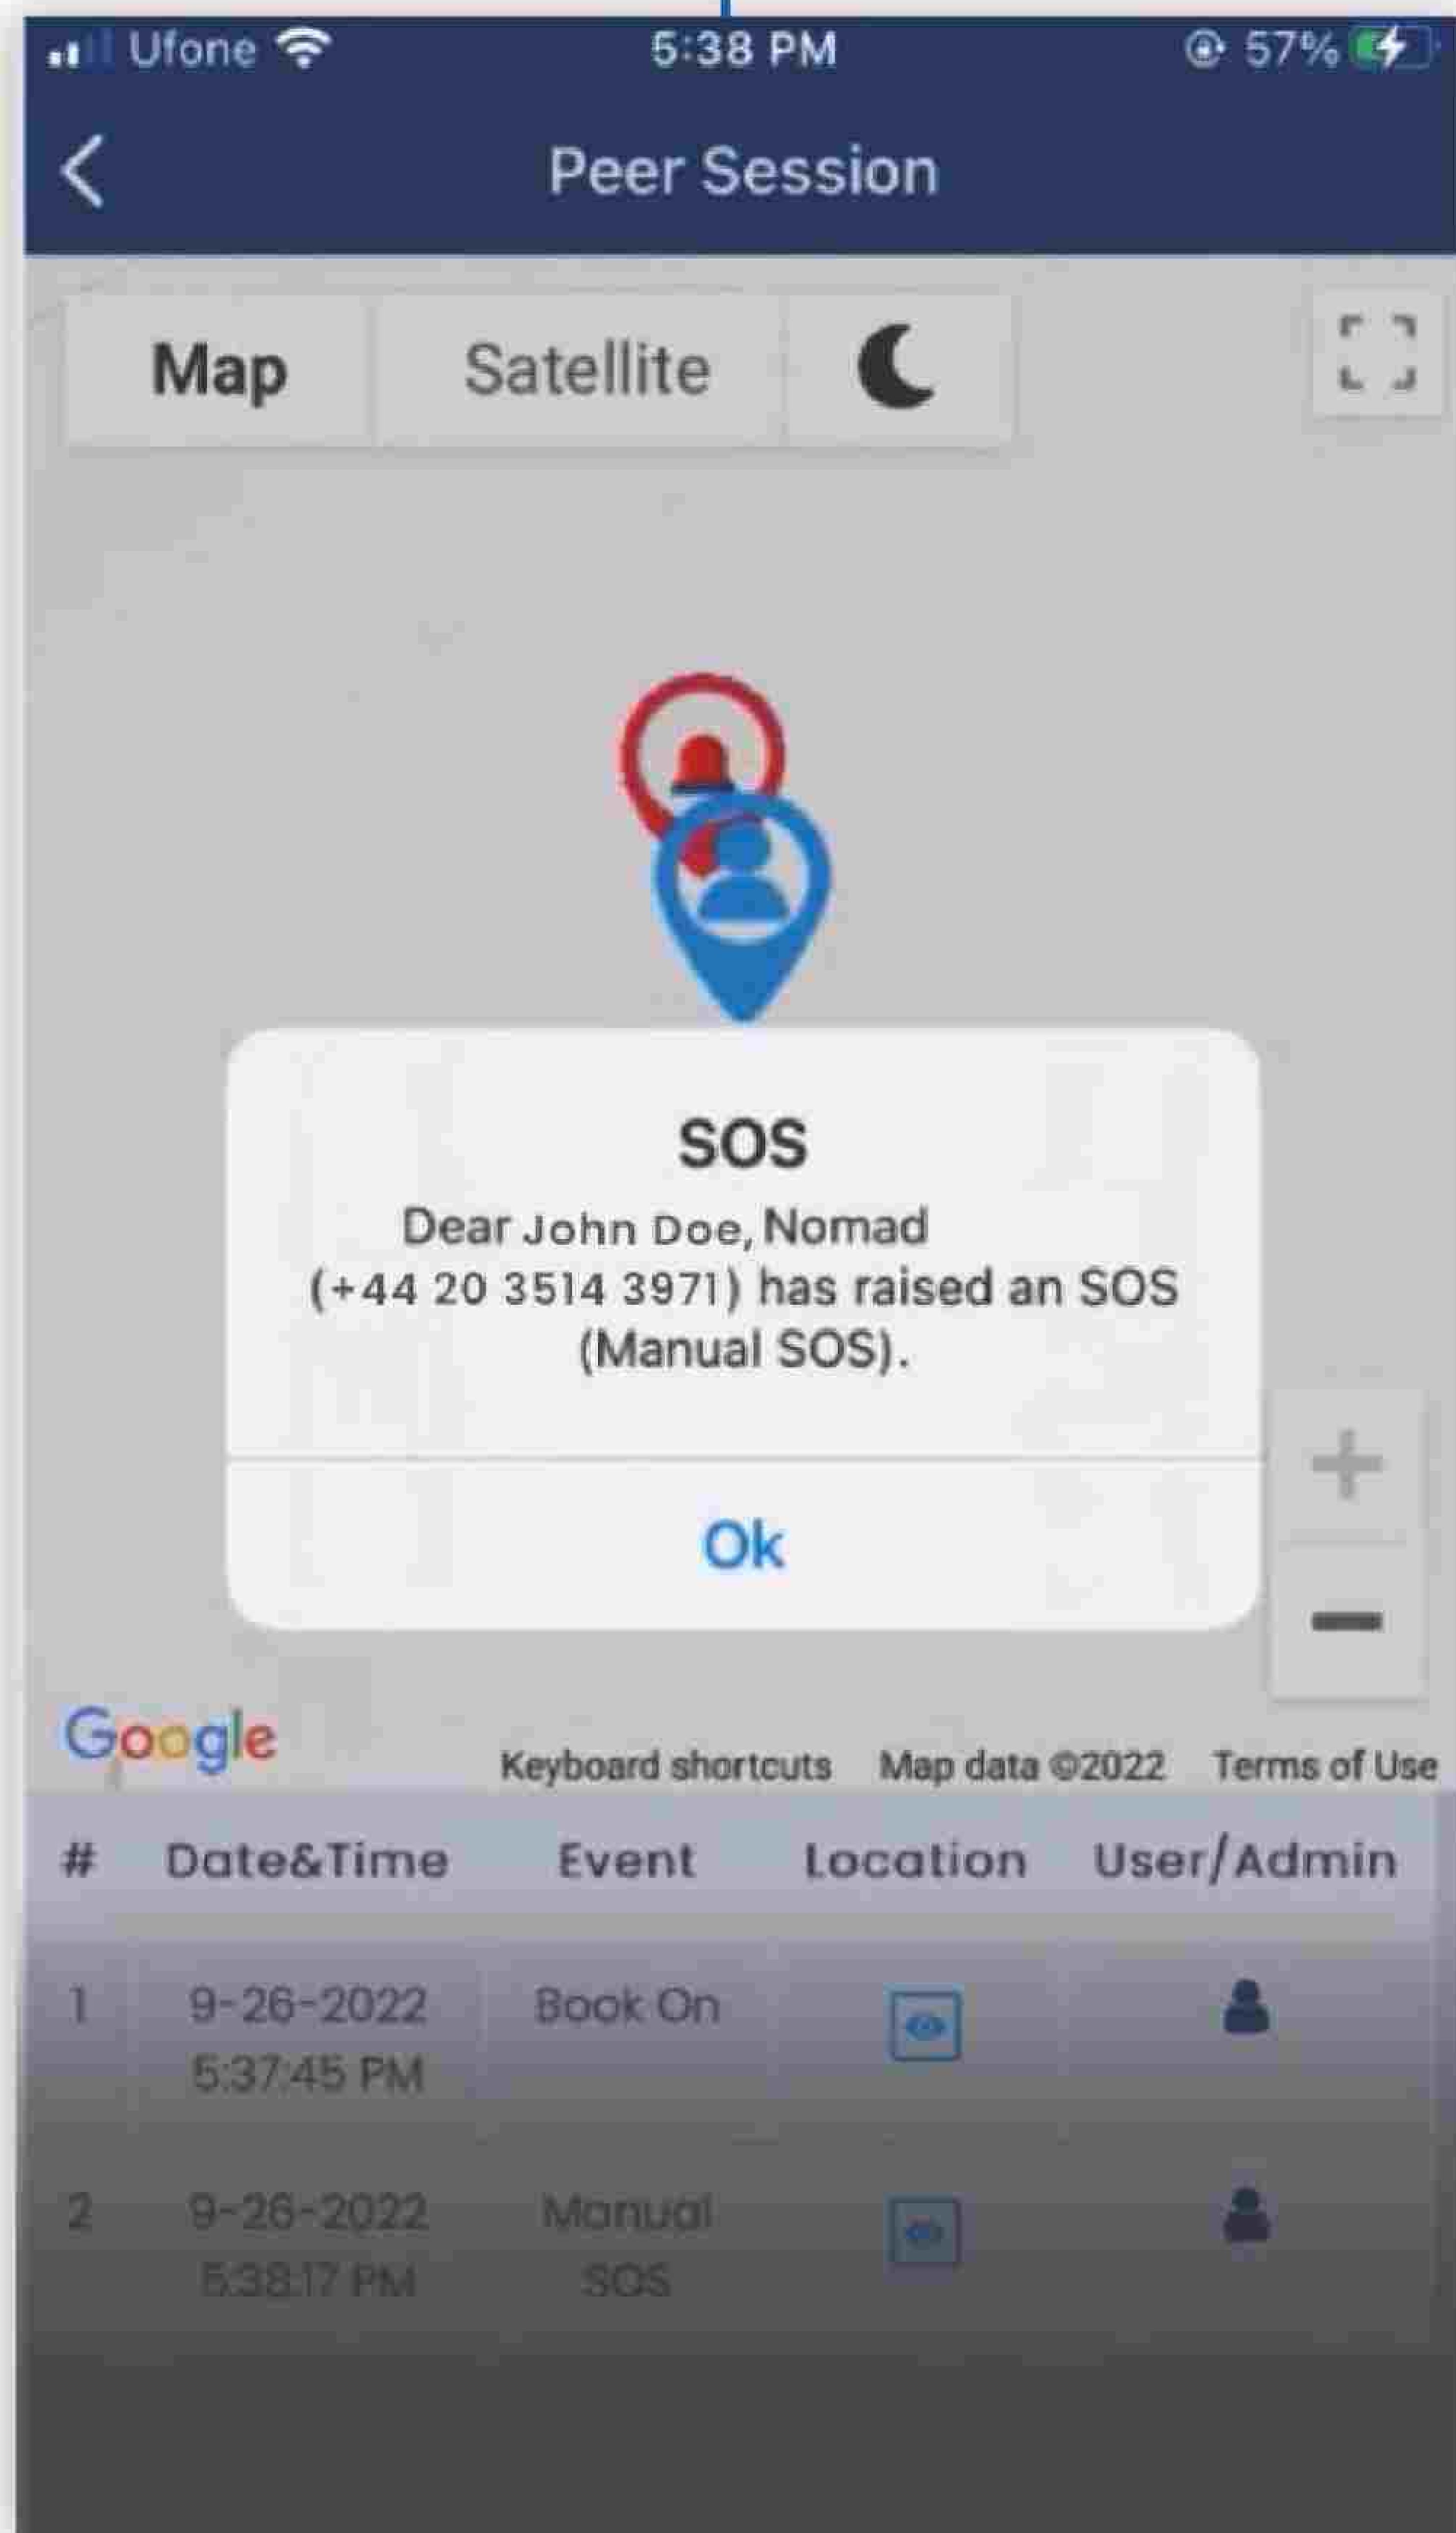 Ufone 5:38 PM 57%
Peer Session
Map Satellite
SOS
Dear John Doe, Nomad
(+44 20 3514 3971) has raised an SOS
(Manual SOS).
Ok
Google
Keyboard shortcuts Map data ©2022 Terms of Use
# Date&Time Event Location User/Admin
1 9-26-2022 Book On
5:37:45 PM
2 9-26-2022 Manual
5:38:17 PM SOS